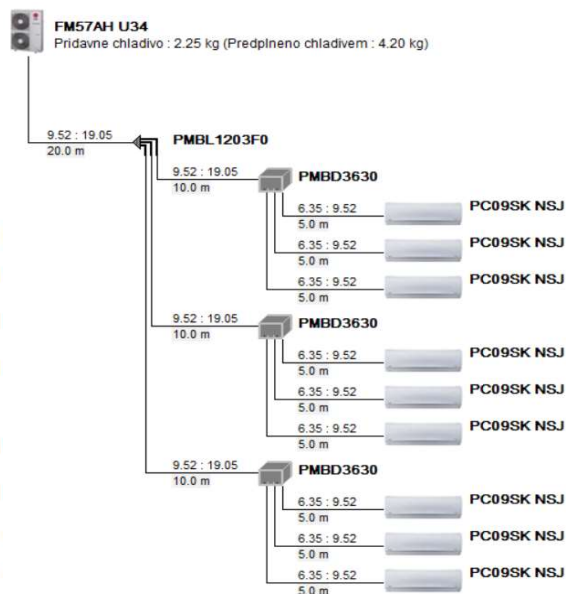 FM57AH U34
Pridavne chladivo : 2.25 kg (Predplneno chladivem : 4.20 kg)
9.52 : 19.05
20.0 m
PMBL1203F0
9.52 : 19.05
10.0 m
PMBD3630
6.35 : 9.52
5.0 m
PC09SK NSJ
6.35 : 9.52
5.0 m
PC09SK NSJ
6.35 : 9.52
5.0 m
PC09SK NSJ
9.52 : 19.05
10.0 m
PMBD3630
6.35 : 9.52
5.0 m
PC09SK NSJ
6.35 : 9.52
5.0 m
PC09SK NSJ
6.35 : 9.52
5.0 m
PC09SK NSJ
9.52 : 19.05
10.0 m
PMBD3630
6.35 : 9.52
5.0 m
PC09SK NSJ
6.35 : 9.52
5.0 m
PC09SK NSJ
6.35 : 9.52
5.0 m
PC09SK NSJ